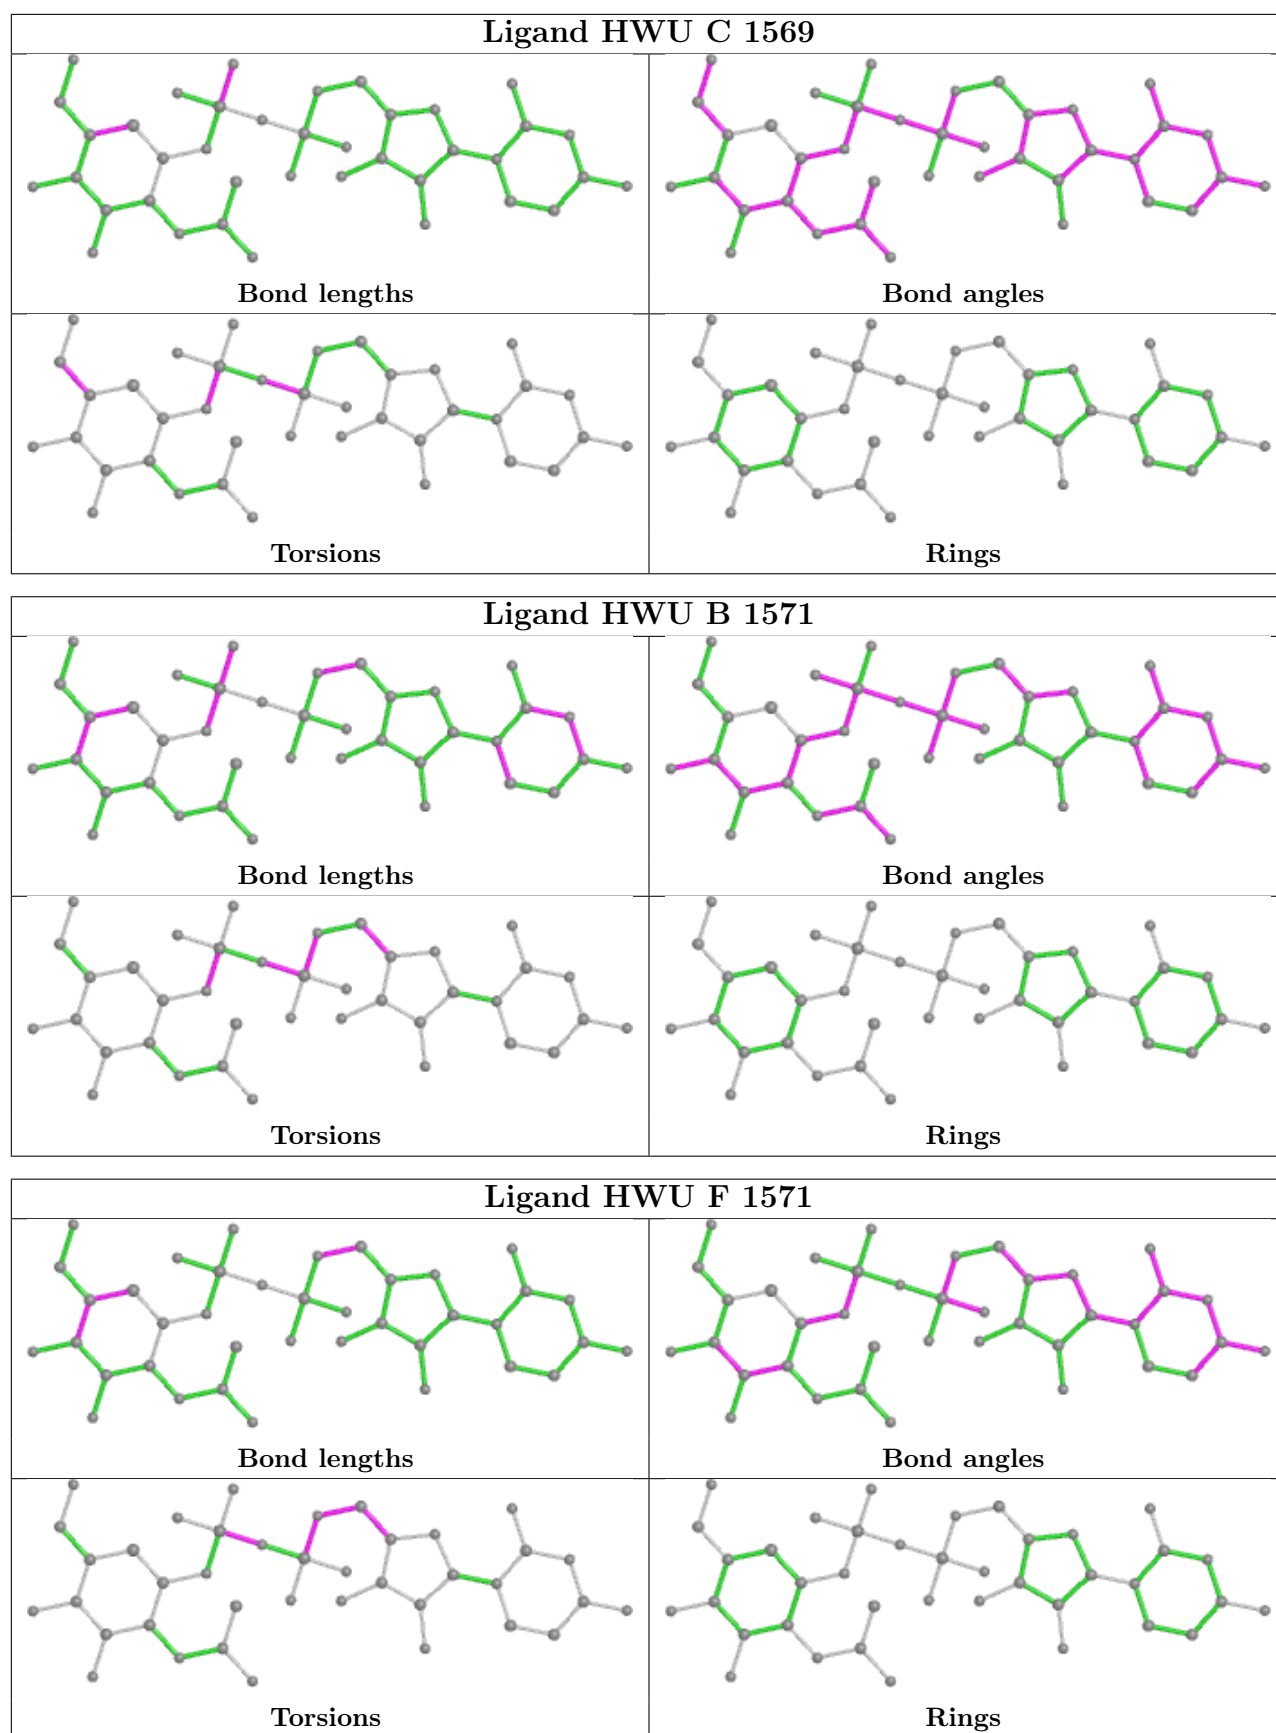 Ligand HWU C 1569
Bond lengths
Bond angles
Torsions
Rings
Ligand HWU B 1571
Bond lengths
Bond angles
Torsions
Rings
Ligand HWU F 1571
Bond lengths
Bond angles
Torsions
Rings